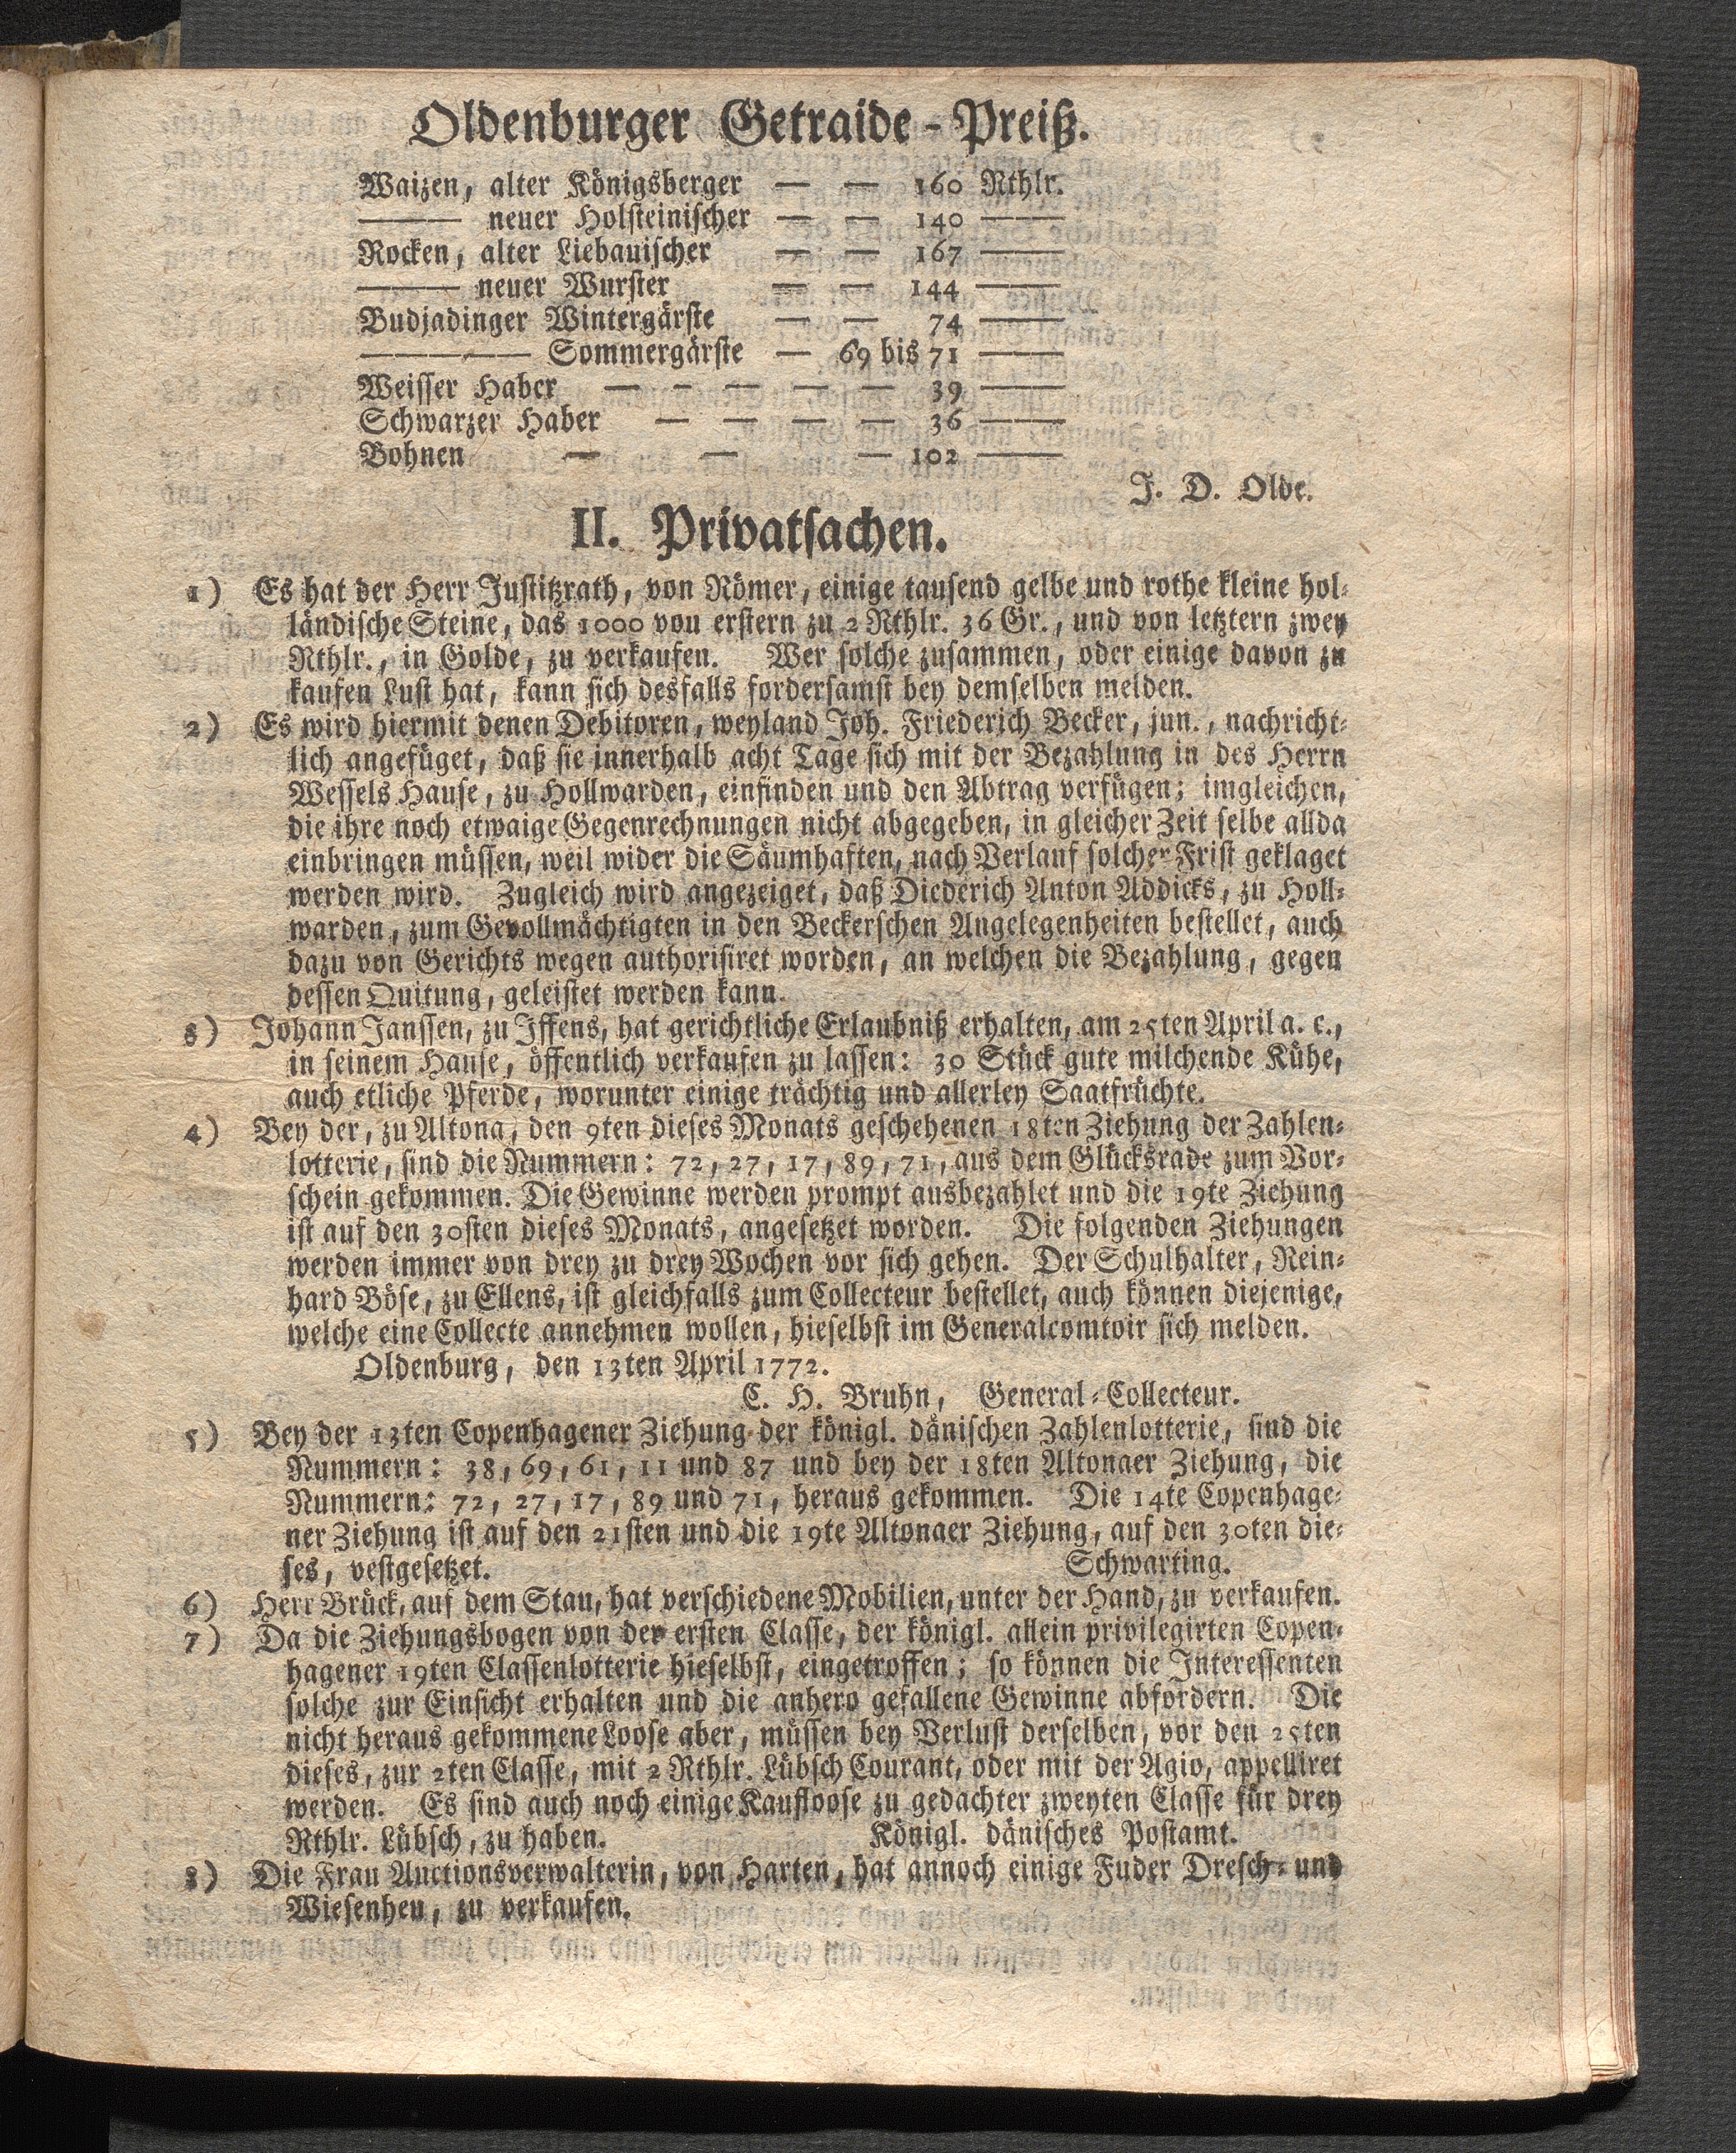 Oldenburger Getraide-Preiß.
Waizen, alter Königsberger — — 160 Rthlr.
——— neuer Holsteinischer — — 140 ———
Rocken, alter Liebauischer — — 167 ———
——— neuer Wurster — — 144 ———
Budjadinger Wintergärste — — 74 ———
————— Sommergärste — 69 bis 71 ———
Weisser Haber — - — — — 39 ———
Schwarzer Haber — — — — 36 ———
Bohnen — — — 102 ———
J. D. Olde.
II. Privatsachen.
1) Es hat der Herr Justitzrath, von Römer, einige tausend gelbe und rothe kleine hol-
ländische Steine, das 1000 von erstern zu 2 Rthlr. 36 Gr., und von letztern zwey
Rthlr., in Golde, zu verkaufen. Wer solche zusammen, oder einige davon zu
kaufen Lust hat, kann sich desfalls fordersamst bey demselben melden.
2) Es wird hiermit denen Debitoren, weyland Joh. Friederich Becker, jun., nachricht-
lich angefüget, daß sie innerhalb acht Tage sich mit der Bezahlung in des Herrn
Wessels Hause, zu Hollwarden, einfinden und den Abtrag verfügen; imgleichen,
die ihre noch etwaige Gegenrechnungen nicht abgegeben, in gleicher Zeit selbe allda
einbringen müssen, weil wider die Säumhaften, nach Verlauf solcher Frist geklaget
werden wird. Zugleich wird angezeiget, daß Diederich Anton Addicks, zu Holl-
warden, zum Gevollmächtigten in den Beckerschen Angelegenheiten bestellet, auch
dazu von Gerichts wegen authorisiret worden, an welchen die Bezahlung, gegen
dessen Quitung, geleistet werden kann.
3) Johann Janssen, zu Iffens, hat gerichtliche Erlaubniß erhalten, am 25ten April a. c.,
in seinem Hause, öffentlich verkaufen zu lassen: 30 Stück gute milchende Kühe,
auch etliche Pferde, worunter einige trächtig und allerley Saatfrüchte.
4) Bey der, zu Altona, den 9ten dieses Monats geschehenen 18ten Ziehung der Zahlen-
lotterie, sind die Nummern: 72, 27, 17, 89, 71, aus dem Glücksrade zum Vor-
schein gekommen. Die Gewinne werden prompt ausbezahlet und die 19te Ziehung
ist auf den 30sten dieses Monats, angesetzet worden. Die folgenden Ziehungen
werden immer von drey zu drey Wochen vor sich gehen. Der Schulhalter, Rein-
hard Böse, zu Ellens, ist gleichfalls zum Collecteur bestellet, auch können diejenige,
welche eine Collecte annehmen wollen, hieselbst im Generalcomtoir sich melden.
Oldenburg, den 13ten April 1772.
C. H. Bruhn, General-Collecteur.
5) Bey der 13ten Copenhagener Ziehung der königl. dänischen Zahlenlotterie, sind die
Nummern: 38, 69, 61, 11 und 87 und bey der 18ten Altonaer Ziehung, die
Nummern: 72, 27, 17, 89 und 71, heraus gekommen. Die 14te Copenhage-
ner Ziehung ist auf den 21sten und die 19te Altonaer Ziehung, auf den 30ten die-
ses, vestgesetzet. Schwarting.
6) Herr Brück, auf dem Stau, hat verschiedene Mobilien, unter der Hand, zu verkaufen.
7) Da die Ziehungsbogen von der ersten Classe, der königl. allein privilegirten Copen-
hagener 19ten Classenlotterie hieselbst, eingetroffen; so können die Interessenten
solche zur Einsicht erhalten und die anhero gefallene Gewinne abfordern. Die
nicht heraus gekommene Loose aber, müssen bey Verlust derselben, vor den 25ten
dieses, zur 2ten Classe, mit 2 Rthlr. Lübsch Courant, oder mit der Agio, appelliret
werden. Es sind auch noch einige Kaufloose zu gedachter zweyten Classe für drey
Rthlr. Lübsch, zu haben. Königl. dänisches Postamt.
8) Die Frau Auctionsverwalterin, von Harten, hat annoch einige Fuder Dresch- und
Wiesenheu, zu verkaufen.